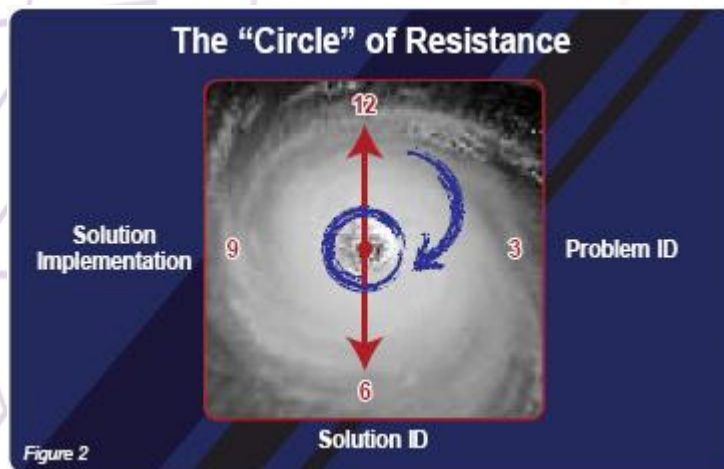 The “Circle” of Resistance
12
Solution
Implementation
9
3
Problem ID
6
Solution ID
Figure 2